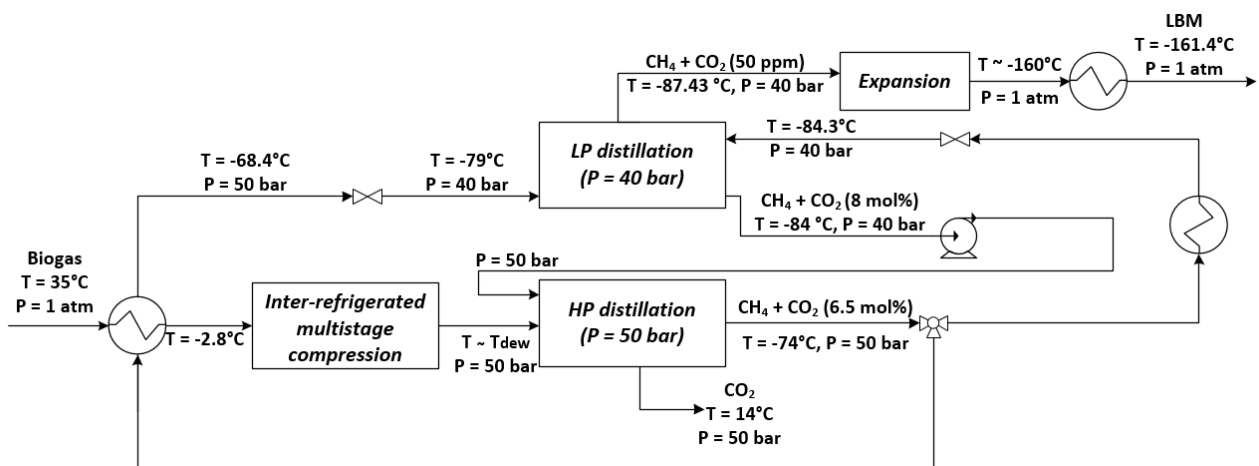 LBM
T = -161.4°C
P = 1 atm
CH₄ + CO₂ (50 ppm)
T = -87.43 °C, P = 40 bar
Expansion
T ~ -160°C
P = 1 atm
T = -68.4°C
P = 50 bar
T = -79°C
P = 40 bar
LP distillation
(P = 40 bar)
T = -84.3°C
P = 40 bar
CH₄ + CO₂ (8 mol%)
T = -84 °C, P = 40 bar
Biogas
T = 35°C
P = 1 atm
T = -2.8°C
Inter-refrigerated
multistage
compression
T ~ Tdew
P = 50 bar
P = 50 bar
HP distillation
(P = 50 bar)
CH₄ + CO₂ (6.5 mol%)
T = -74°C, P = 50 bar
CO₂
T = 14°C
P = 50 bar